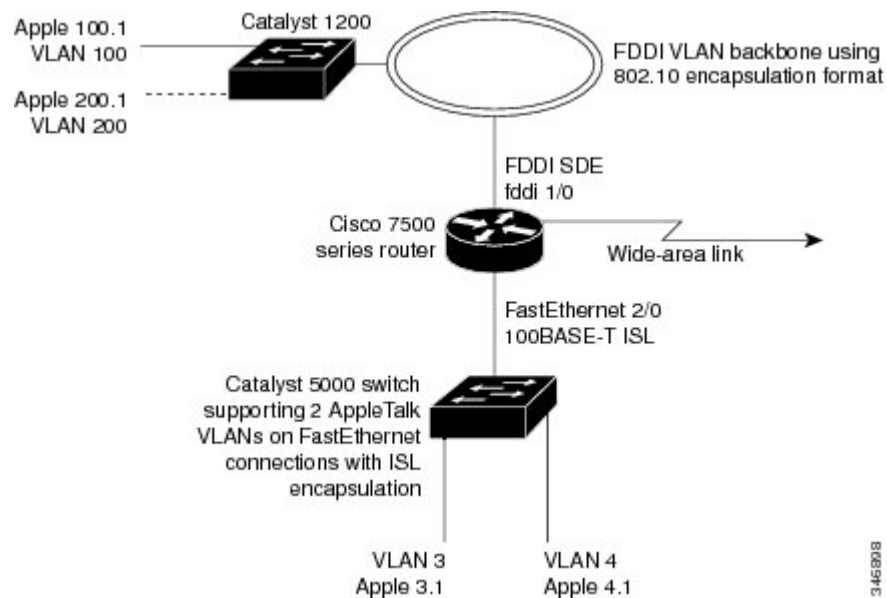 Catalyst 1200
Apple 100.1
VLAN 100
Apple 200.1
VLAN 200
FDDI VLAN backbone using
802.10 encapsulation format
FDDI SDE
fddi 1/0
Cisco 7500
series router
Wide-area link
FastEthernet 2/0
100BASE-T ISL
Catalyst 5000 switch
supporting 2 AppleTalk
VLANs on FastEthernet
connections with ISL
encapsulation
VLAN 3
Apple 3.1
VLAN 4
Apple 4.1
346898